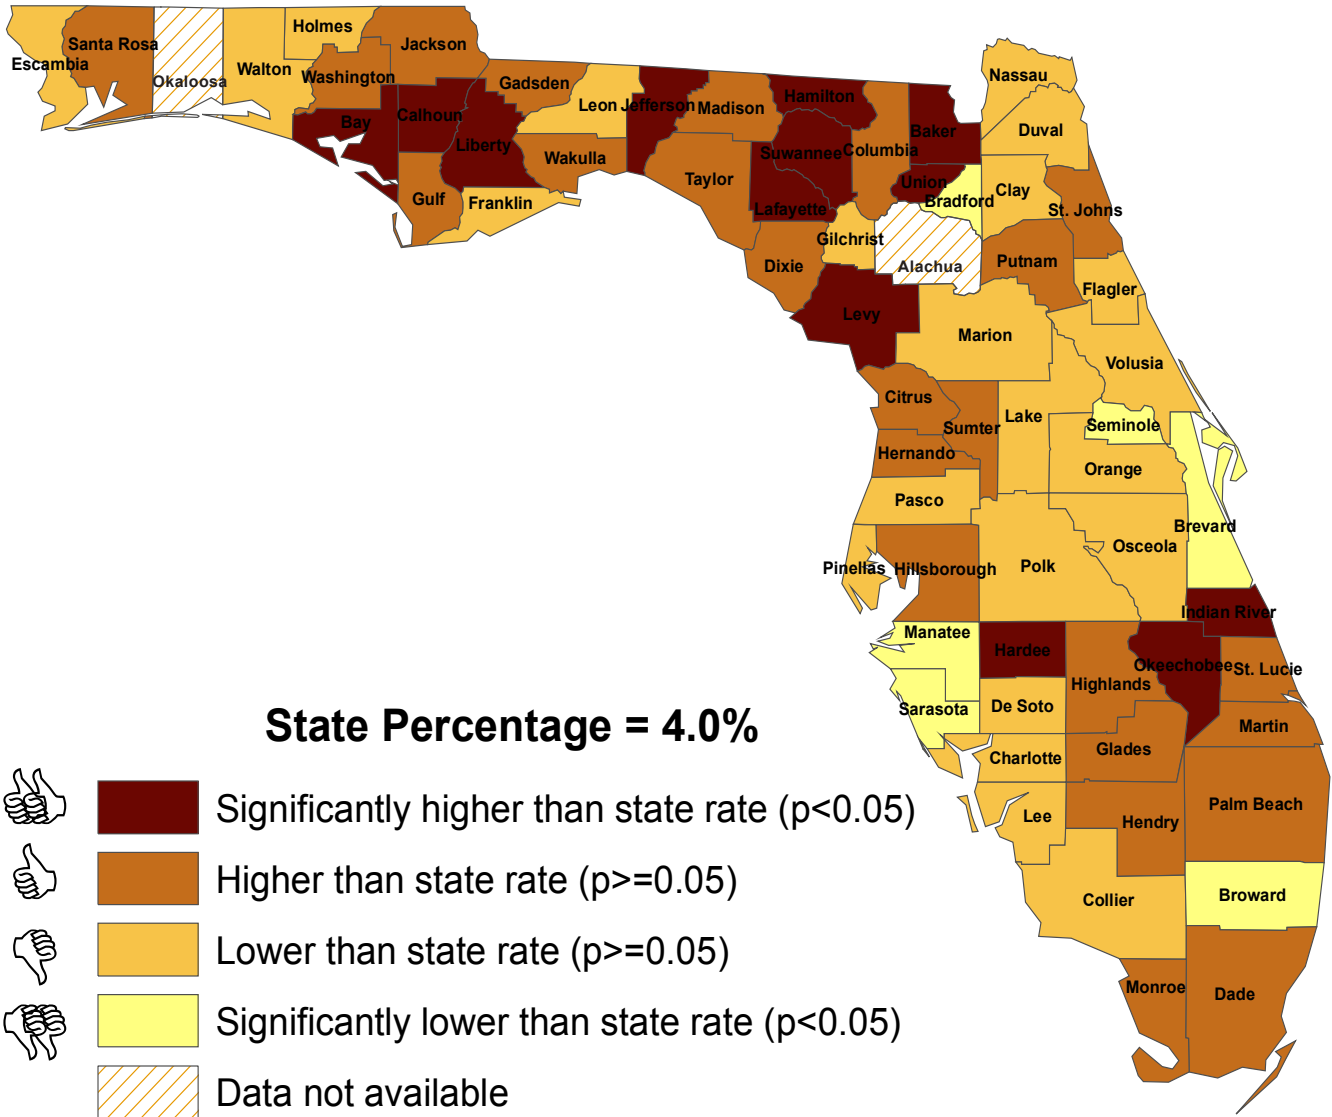 Holmes
Santa Rosa
Jackson
Escambia
Walton
Washington
Okaloosa
Gadsden
Nassau
Leon
Jefferson
Madison
Hamilton
Calhoun
Bay
Baker
Duval
Liberty
Wakulla
Suwannee
Columbia
Taylor
Union
Clay
Gulf
Franklin
Lafayette
Bradford
St. Johns
Gilchrist
Dixie
Alachua
Putnam
Flagler
Levy
Marion
Volusia
Citrus
Sumter
Lake
Seminole
Hernando
Orange
Pasco
Brevard
Osceola
Pinellas
Hillsborough
Polk
Indian River
Manatee
Hardee
Okeechobee
St. Lucie
Highlands
Sarasota
De Soto
Martin
Charlotte
Glades
Palm Beach
Lee
Hendry
Collier
Broward
Monroe
Dade
State Percentage = 4.0%
Significantly higher than state rate (p<0.05)
Higher than state rate (p>=0.05)
Lower than state rate (p>=0.05)
Significantly lower than state rate (p<0.05)
Data not available